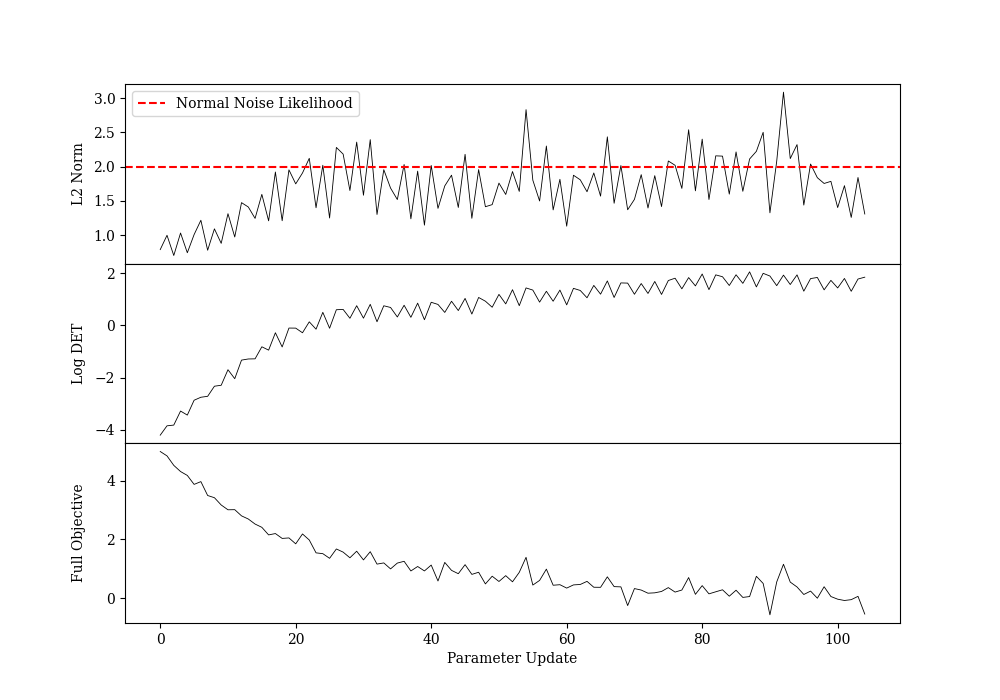 3.0
2.5
2.0
1.5
1.0
L2 Norm
Normal Noise Likelihood
2
0
−2
−4
Log DET
4
2
0
Full Objective
0 20 40 60 80 100
Parameter Update